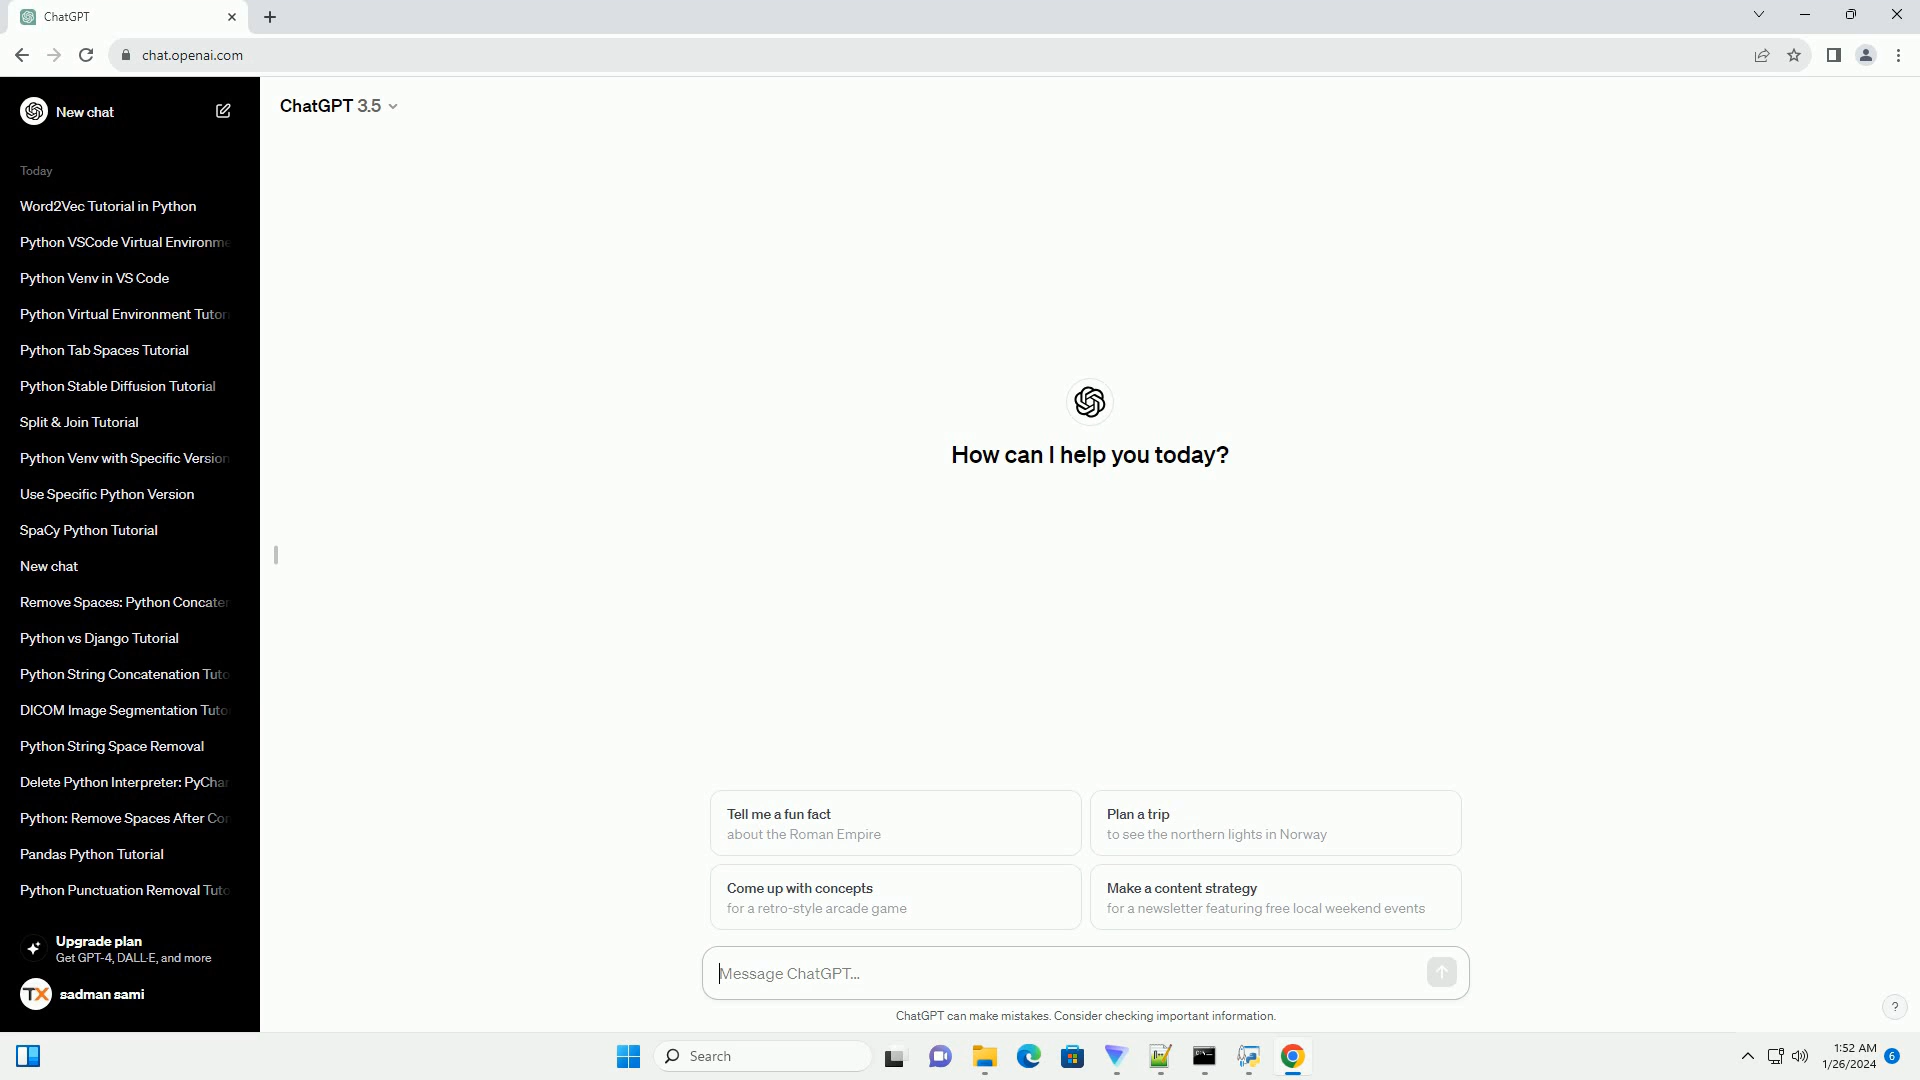 ChatGPT
chat.openai.com
New chat
ChatGPT 3.5
Today
Word2Vec Tutorial in Python
Python VSCode Virtual Environme
Python Venv in VS Code
Python Virtual Environment Tutor
Python Tab Spaces Tutorial
Python Stable Diffusion Tutorial
Split & Join Tutorial
Python Venv with Specific Version
Use Specific Python Version
SpaCy Python Tutorial
New chat
Remove Spaces: Python Concaten
Python vs Django Tutorial
Python String Concatenation Tuto
DICOM Image Segmentation Tuto
Python String Space Removal
Delete Python Interpreter: PyChar
Python: Remove Spaces After Con
Pandas Python Tutorial
Python Punctuation Removal Tuto
Upgrade plan
Get GPT-4, DALL·E, and more
TX
sadman sami
How can I help you today?
Tell me a fun fact
about the Roman Empire
Plan a trip
to see the northern lights in Norway
Come up with concepts
for a retro-style arcade game
Make a content strategy
for a newsletter featuring free local weekend events
Message ChatGPT...
ChatGPT can make mistakes. Consider checking important information.
?
Search
1:52 AM
1/26/2024
6